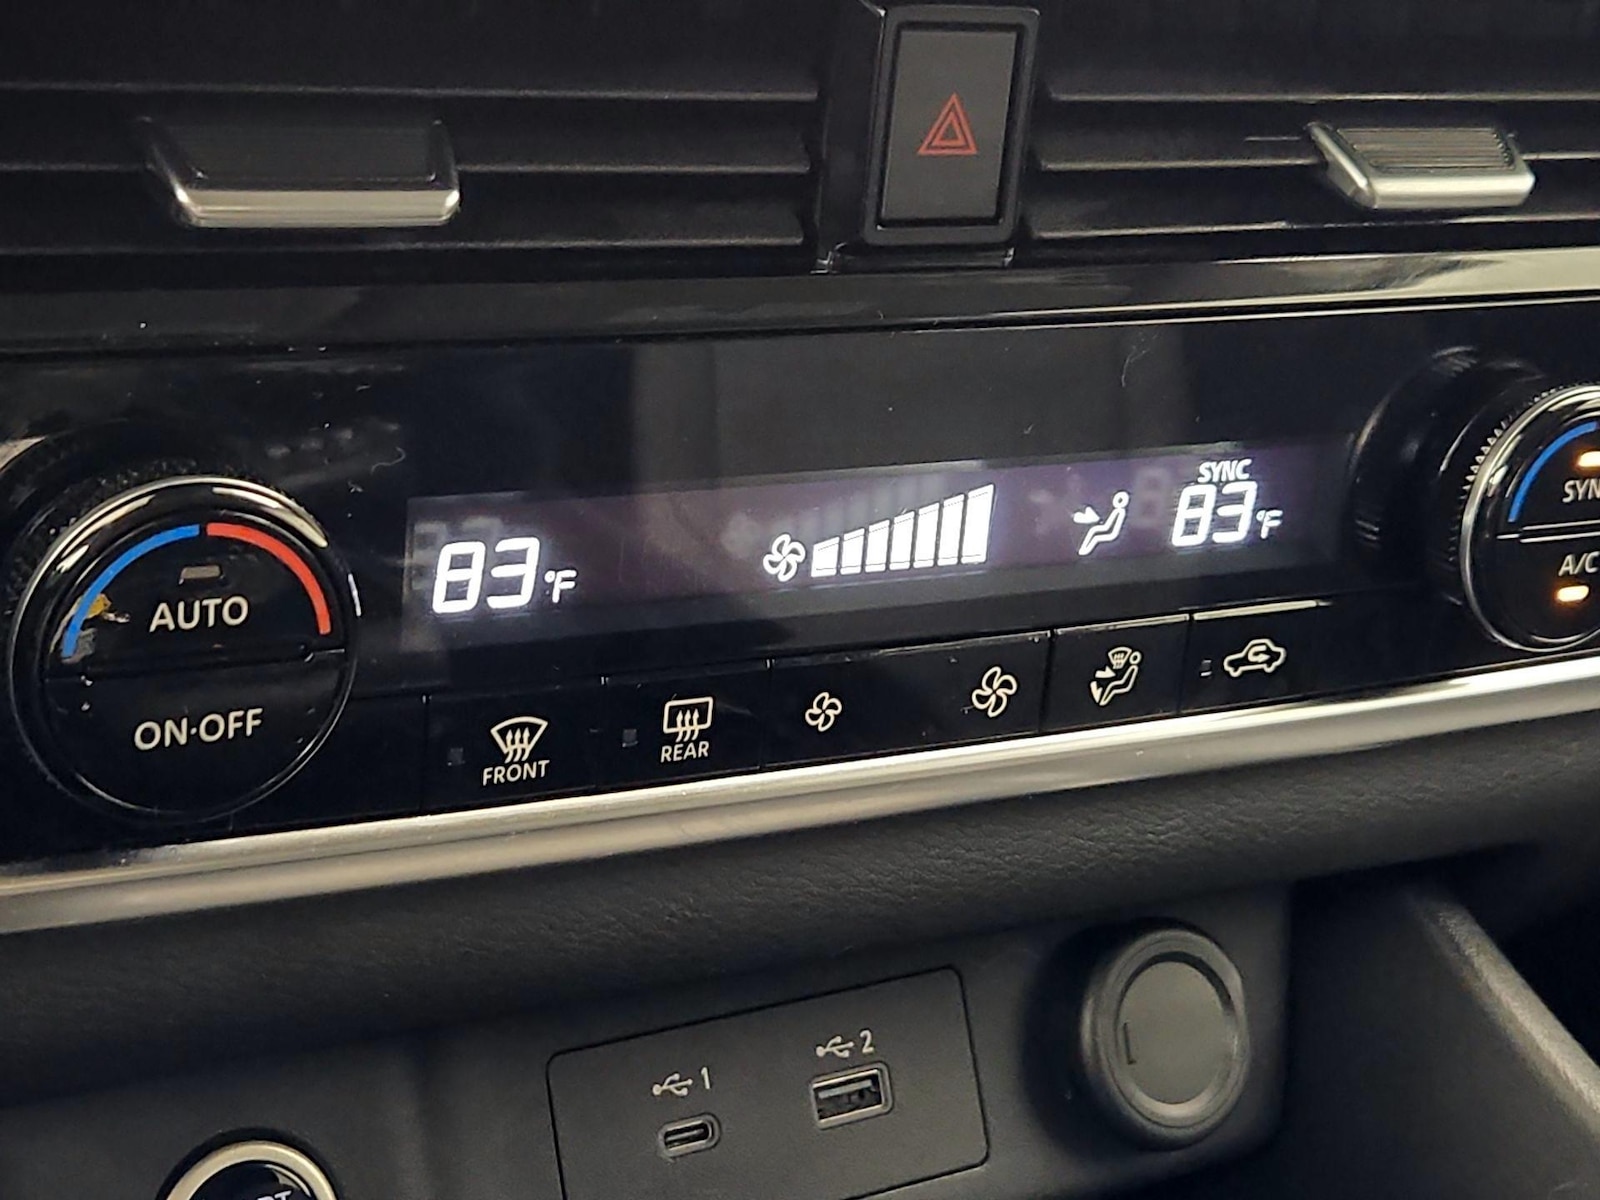 SYNC
83°F
83°F
SYN
AUTO
A/C
ON·OFF
FRONT
REAR
1
2